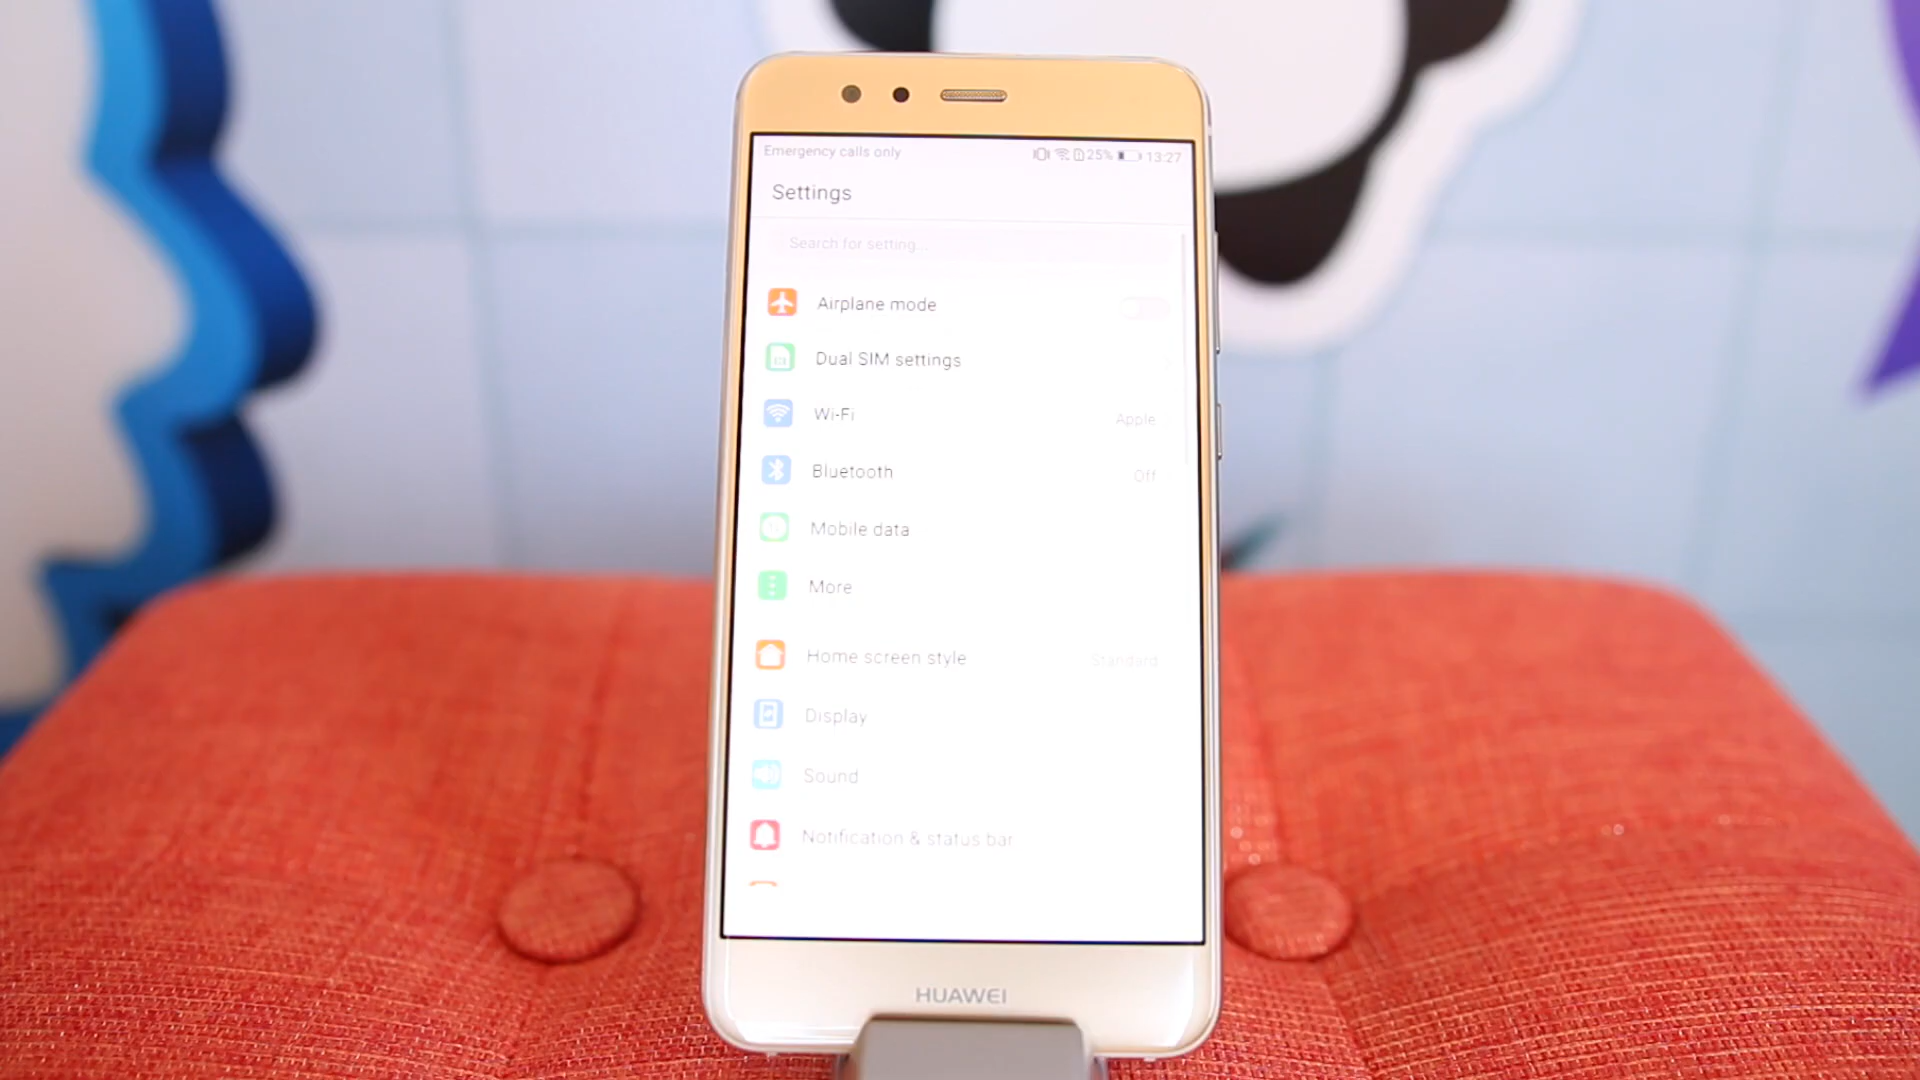 Emergency calls only 25% 13:27
Settings
Search for setting...
Airplane mode
Dual SIM settings
Wi-Fi Apple
Bluetooth Off
Mobile data
More
Home screen style Standard
Display
Sound
Notification & status bar
HUAWEI